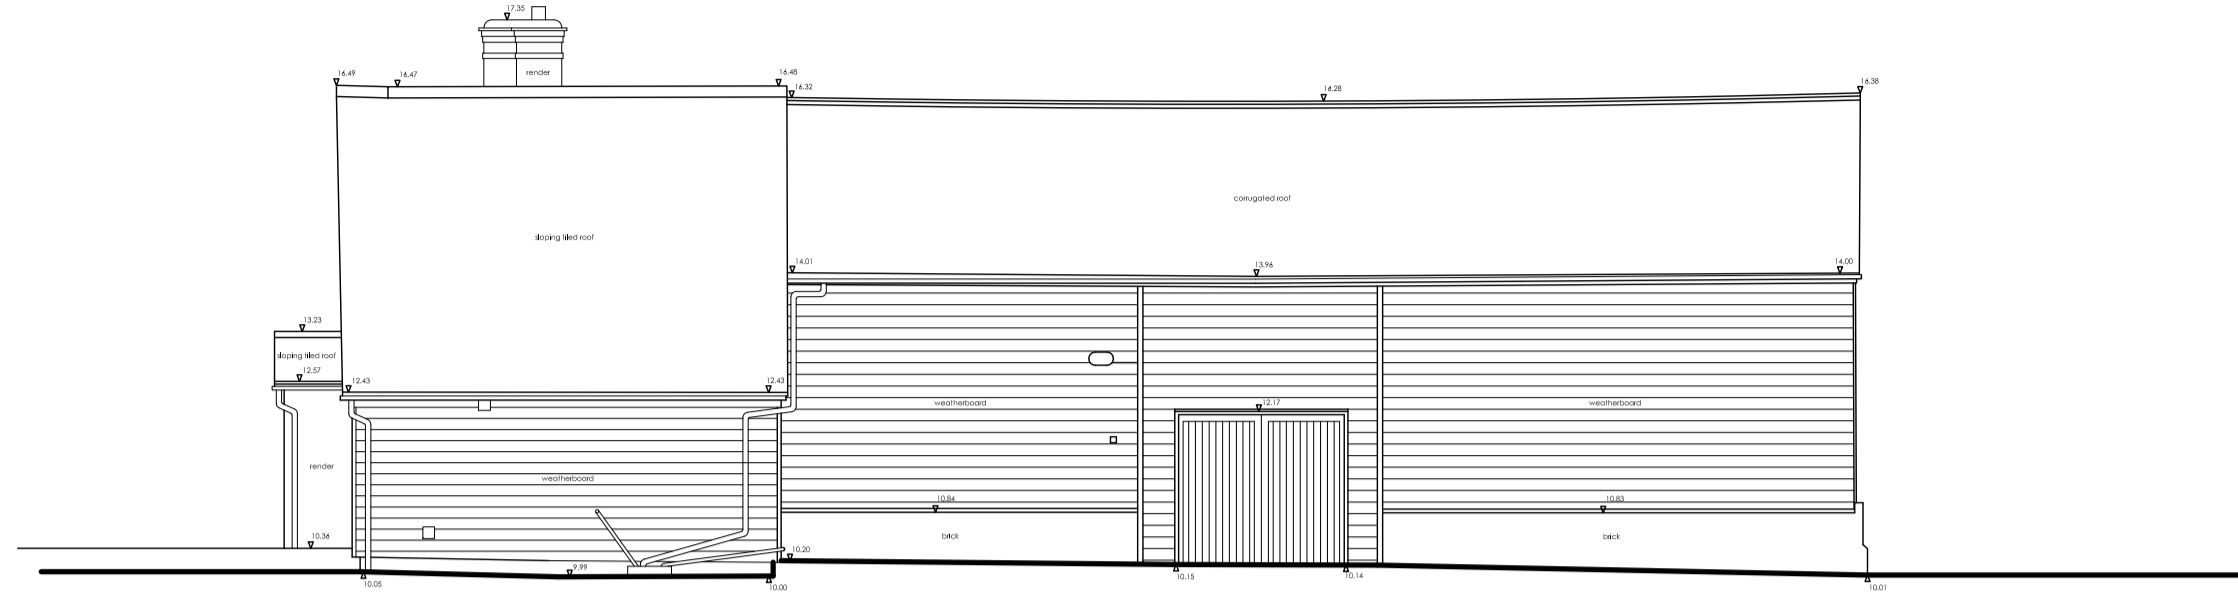 17.35
render
16.49
16.47
16.48
16.32
16.28
16.38
corrugated roof
sloping tiled roof
14.01
13.96
14.00
13.23
sloping tiled roof
12.57
12.43
12.43
weatherboard
12.17
weatherboard
render
weatherboard
10.84
10.83
10.36
brick
brick
10.20
9.99
10.05
10.00
10.15
10.14
10.01